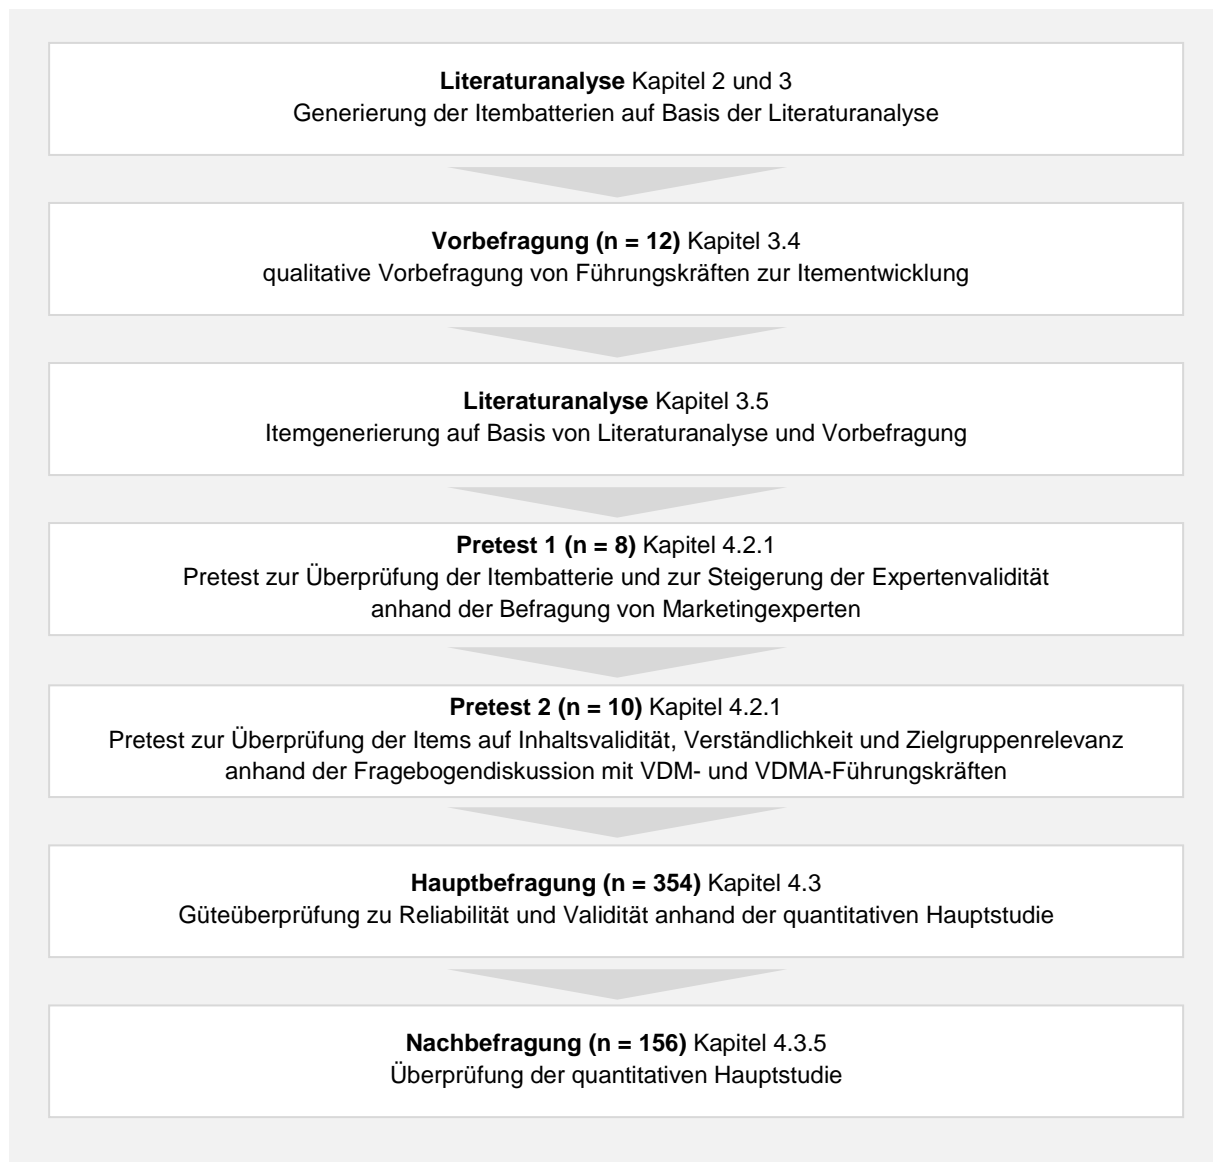 Literaturanalyse Kapitel 2 und 3
Generierung der Itembatterien auf Basis der Literaturanalyse
Vorbefragung (n = 12) Kapitel 3.4
qualitative Vorbefragung von Führungskräften zur Itementwicklung
Literaturanalyse Kapitel 3.5
Itemgenerierung auf Basis von Literaturanalyse und Vorbefragung
Pretest 1 (n = 8) Kapitel 4.2.1
Pretest zur Überprüfung der Itembatterie und zur Steigerung der Expertenvalidität
anhand der Befragung von Marketingexperten
Pretest 2 (n = 10) Kapitel 4.2.1
Pretest zur Überprüfung der Items auf Inhaltsvalidität, Verständlichkeit und Zielgruppenrelevanz
anhand der Fragebogendiskussion mit VDM- und VDMA-Führungskräften
Hauptbefragung (n = 354) Kapitel 4.3
Güteüberprüfung zu Reliabilität und Validität anhand der quantitativen Hauptstudie
Nachbefragung (n = 156) Kapitel 4.3.5
Überprüfung der quantitativen Hauptstudie